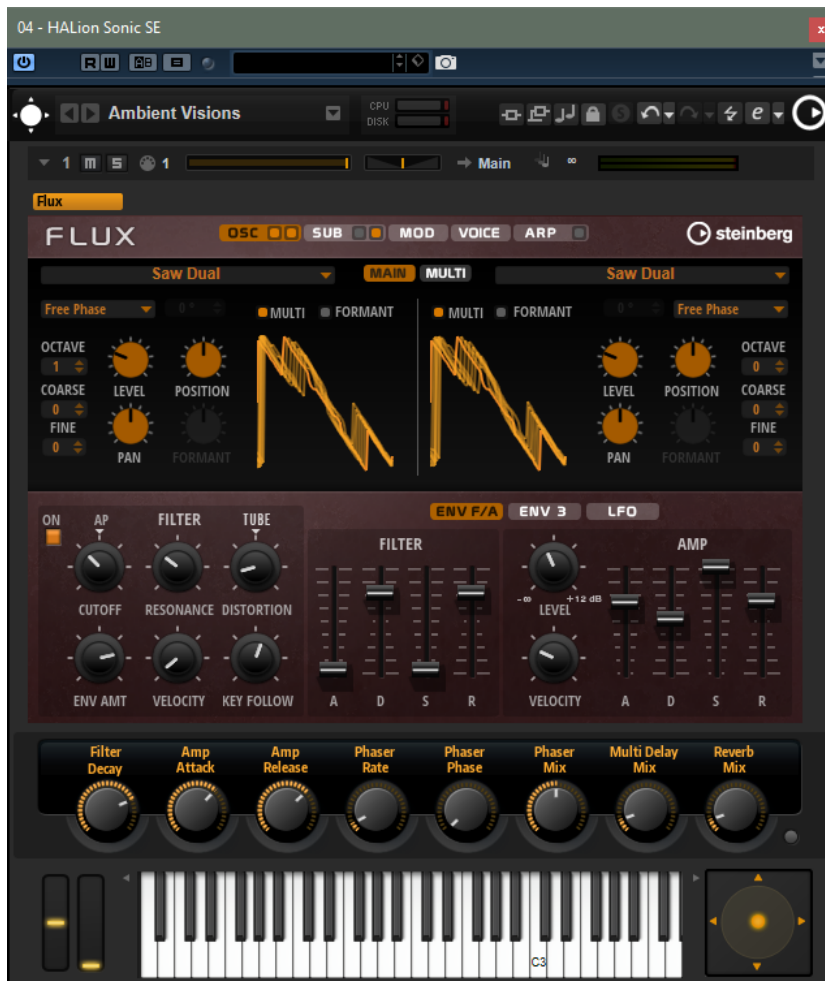 04 - HALion Sonic SE
x
R W AB
Ambient Visions CPU
DISK
S e
1 m S 1 Main ∞
Flux
FLUX OSC SUB MOD VOICE ARP steinberg
Saw Dual MAIN MULTI Saw Dual
Free Phase 0° MULTI FORMANT MULTI FORMANT 0° Free Phase
OCTAVE OCTAVE
1 0
COARSE LEVEL POSITION LEVEL POSITION COARSE
0 0
FINE FINE
0 0
PAN FORMANT PAN FORMANT
ENV F/A ENV 3 LFO
ON AP FILTER TUBE
FILTER AMP
CUTOFF RESONANCE DISTORTION -∞ +12 dB
LEVEL
ENV AMT VELOCITY KEY FOLLOW A D S R VELOCITY A D S R
Filter Amp Amp Phaser Phaser Phaser Multi Delay Reverb
Decay Attack Release Rate Phase Mix Mix Mix
C3